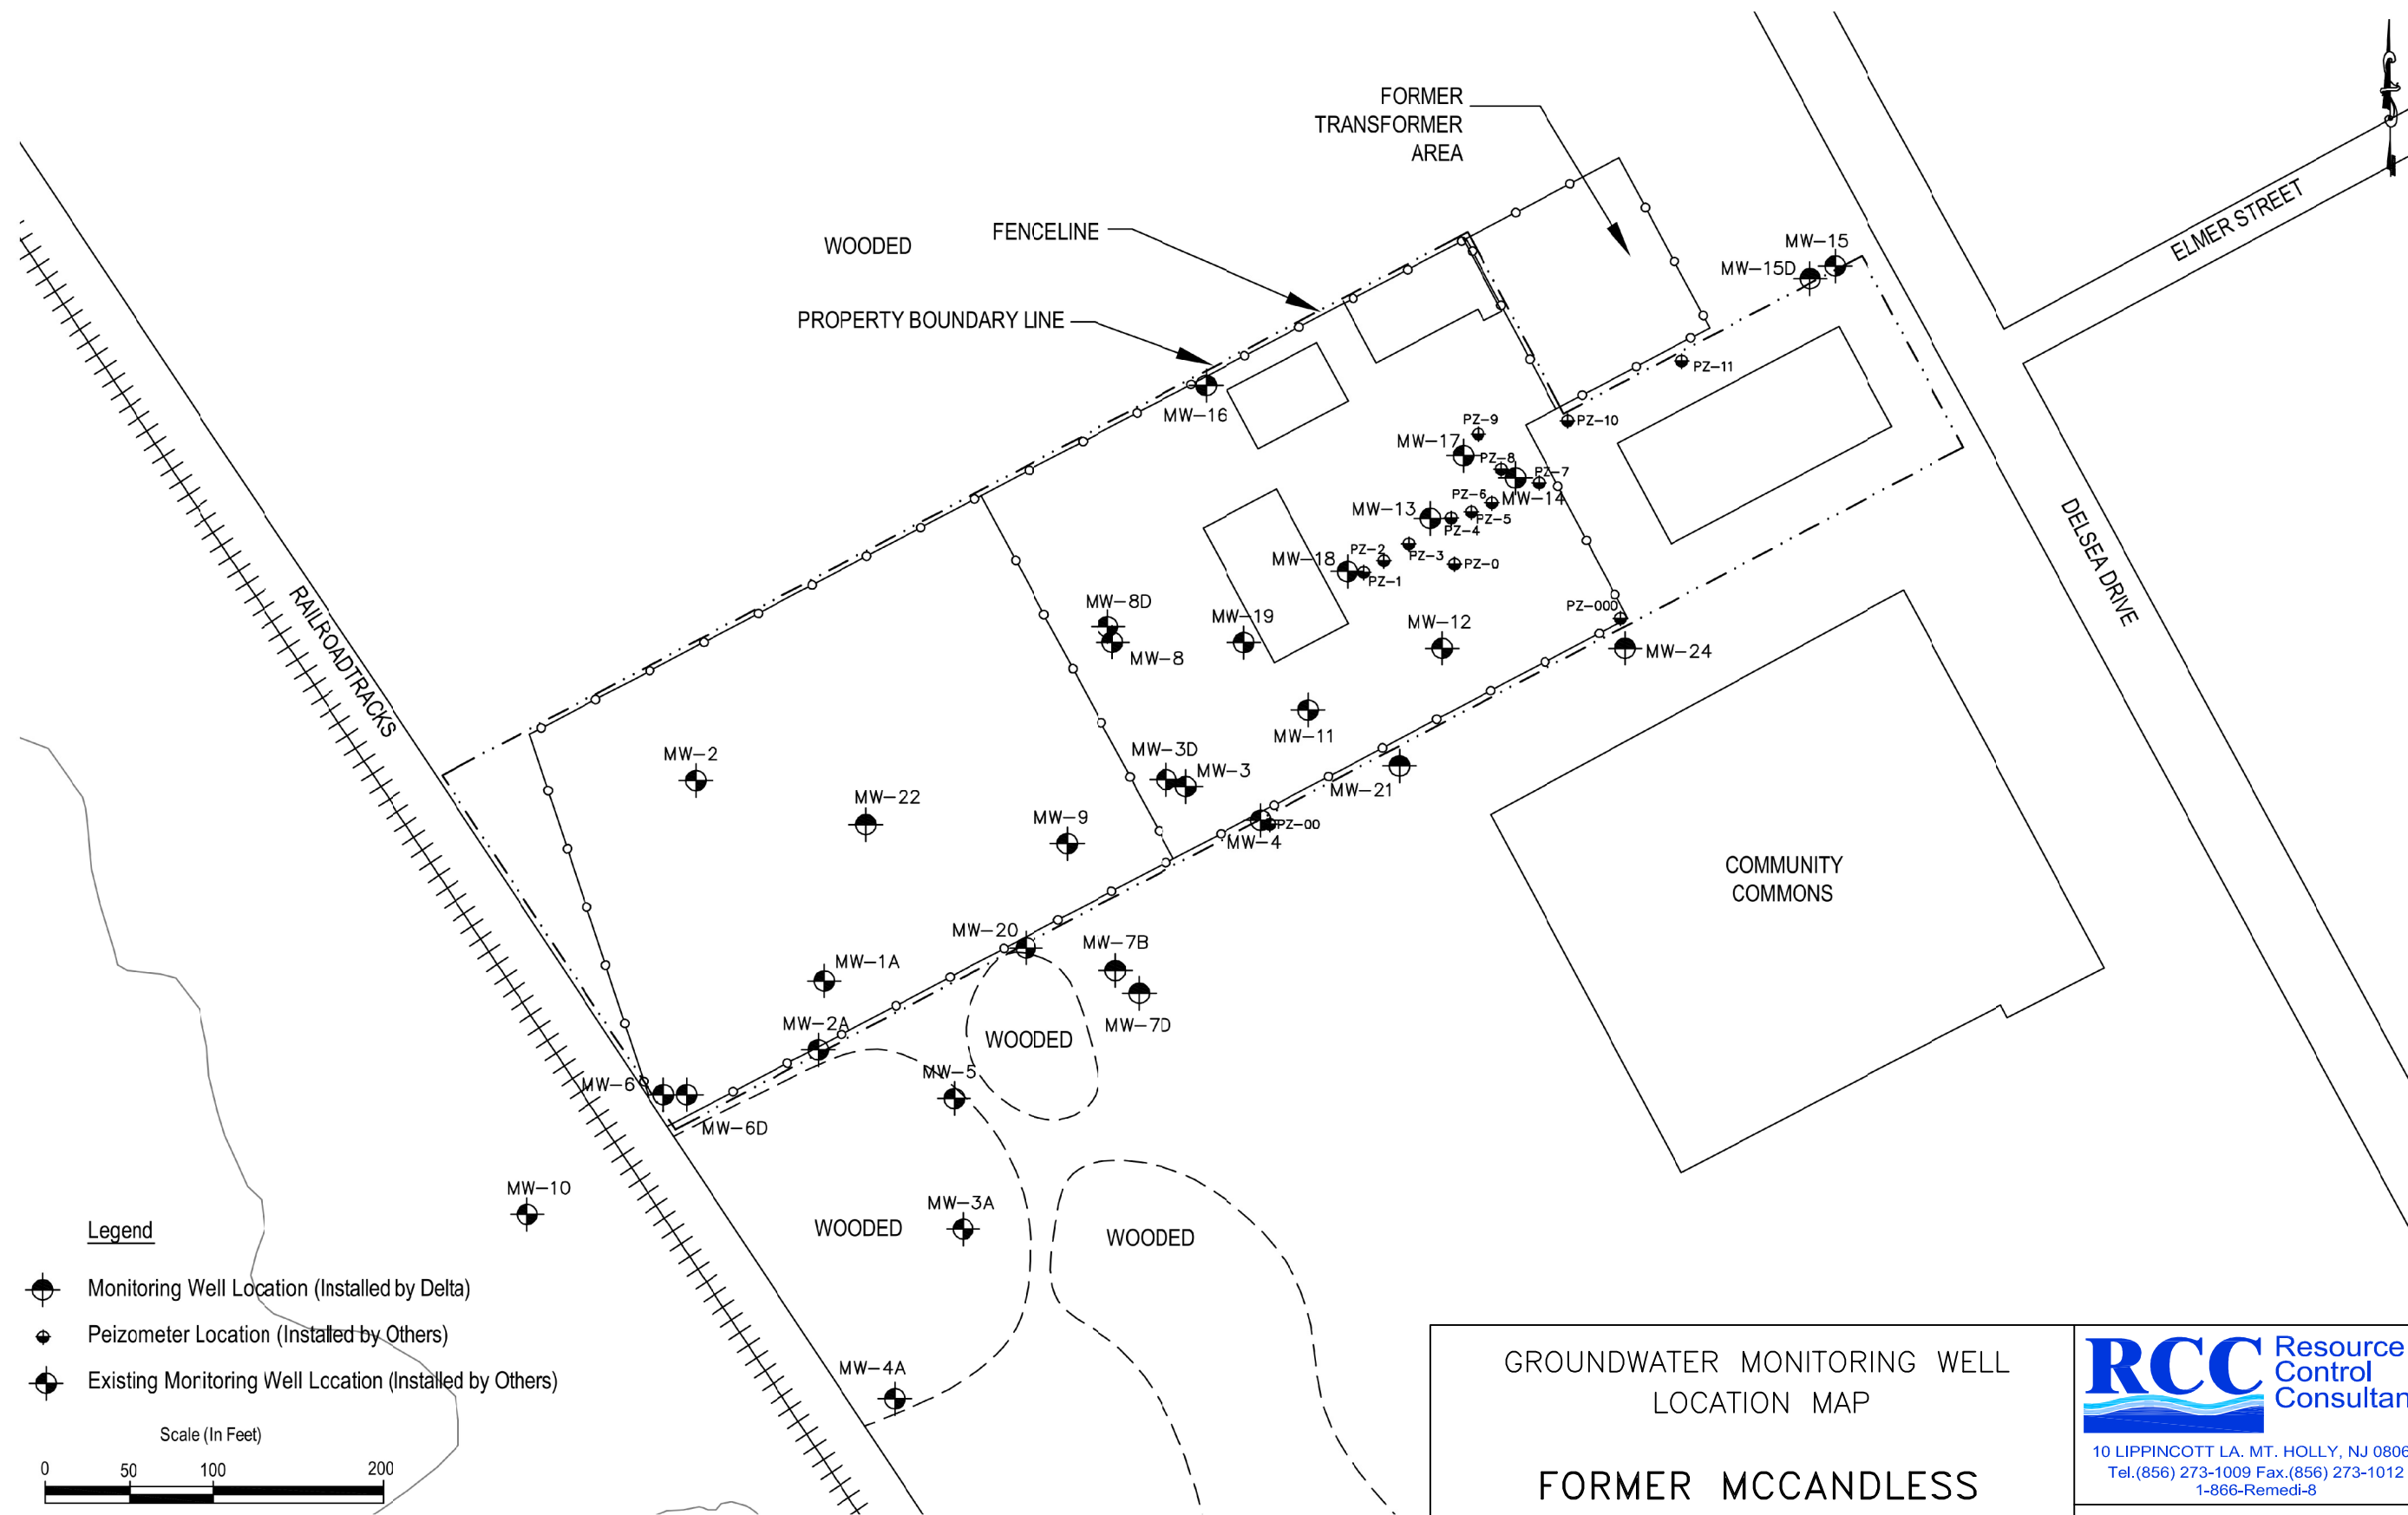 FORMER
TRANSFORMER
AREA
WOODED
FENCELINE
PROPERTY BOUNDARY LINE
ELMER STREET
MW-15
MW-15D
PZ-11
MW-16
PZ-9
PZ-10
MW-17
PZ-8
PZ-7
PZ-6
MW-14
MW-13
PZ-5
PZ-4
DELSEA DRIVE
PZ-2
MW-18
PZ-3
PZ-0
PZ-1
RAILROADTRACKS
MW-8D
PZ-000
MW-19
MW-12
MW-8
MW-24
MW-11
MW-2
MW-3D
MW-3
MW-21
MW-22
MW-9
PZ-00
MW-4
COMMUNITY
COMMONS
MW-20
MW-7B
MW-1A
MW-2A
MW-7D
WOODED
MW-5
MW-6
MW-6D
MW-10
MW-3A
WOODED
WOODED
MW-4A
Legend
Monitoring Well Location (Installed by Delta)
Peizometer Location (Installed by Others)
Existing Monitoring Well Location (Installed by Others)
Scale (In Feet)
0 50 100 200
GROUNDWATER MONITORING WELL
LOCATION MAP
FORMER MCCANDLESS
RCC
Resource
Control
Consultan
10 LIPPINCOTT LA. MT. HOLLY, NJ 0806
Tel.(856) 273-1009 Fax.(856) 273-1012
1-866-Remedi-8